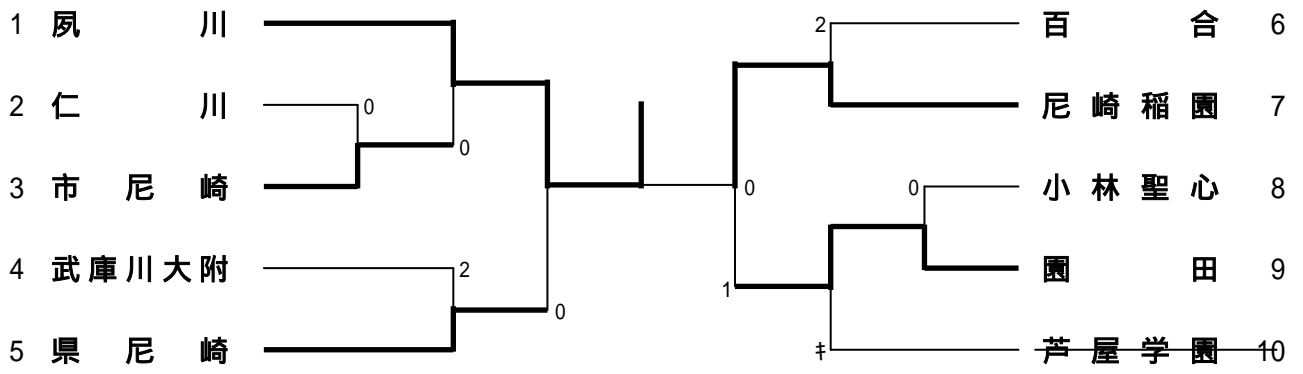 1 夙川
2 仁川
3 市尼崎
4 武庫川大附
5 県尼崎
0
0
2
0
百合 6
尼崎稲園 7
小林聖心 8
園田 9
芦屋学園 10
2
0
0
1
キ